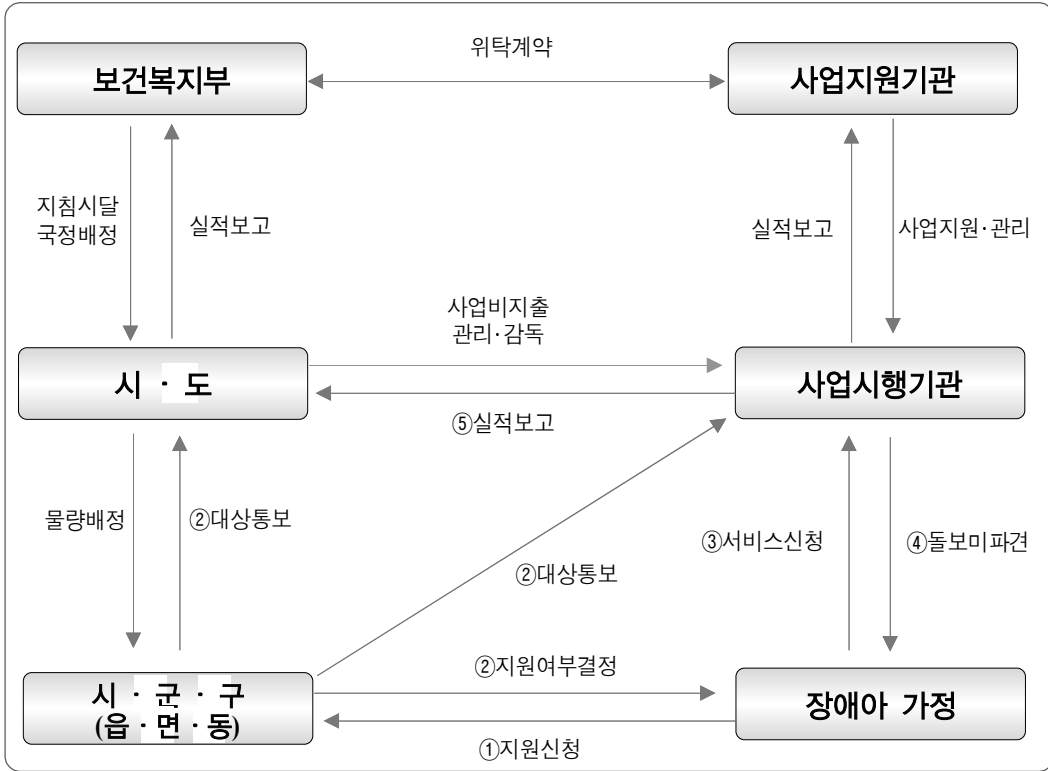 위탁계약
보건복지부
사업지원기관
지침시달
국정배정
실적보고
실적보고
사업지원·관리
사업비지출
관리·감독
시 · 도
사업시행기관
⑤실적보고
물량배정
②대상통보
③서비스신청
④돌보미파견
②대상통보
②지원여부결정
시 · 군 · 구
(읍 · 면 · 동)
장애아 가정
①지원신청